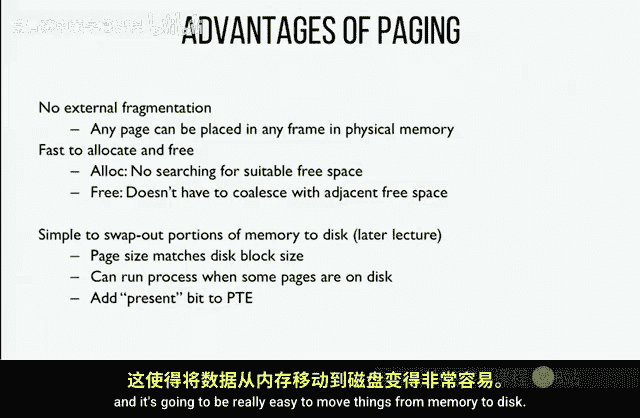 ADVANTAGES OF PAGING
No external fragmentation
– Any page can be placed in any frame in physical memory
Fast to allocate and free
– Alloc: No searching for suitable free space
– Free: Doesn't have to coalesce with adjacent free space
Simple to swap-out portions of memory to disk (later lecture)
– Page size matches disk block size
– Can run process when some pages are on disk
– Add "present" bit to PTE
这使得将数据从内存移动到磁盘变得非常容易。
and it's going to be really easy to move things from memory to disk.